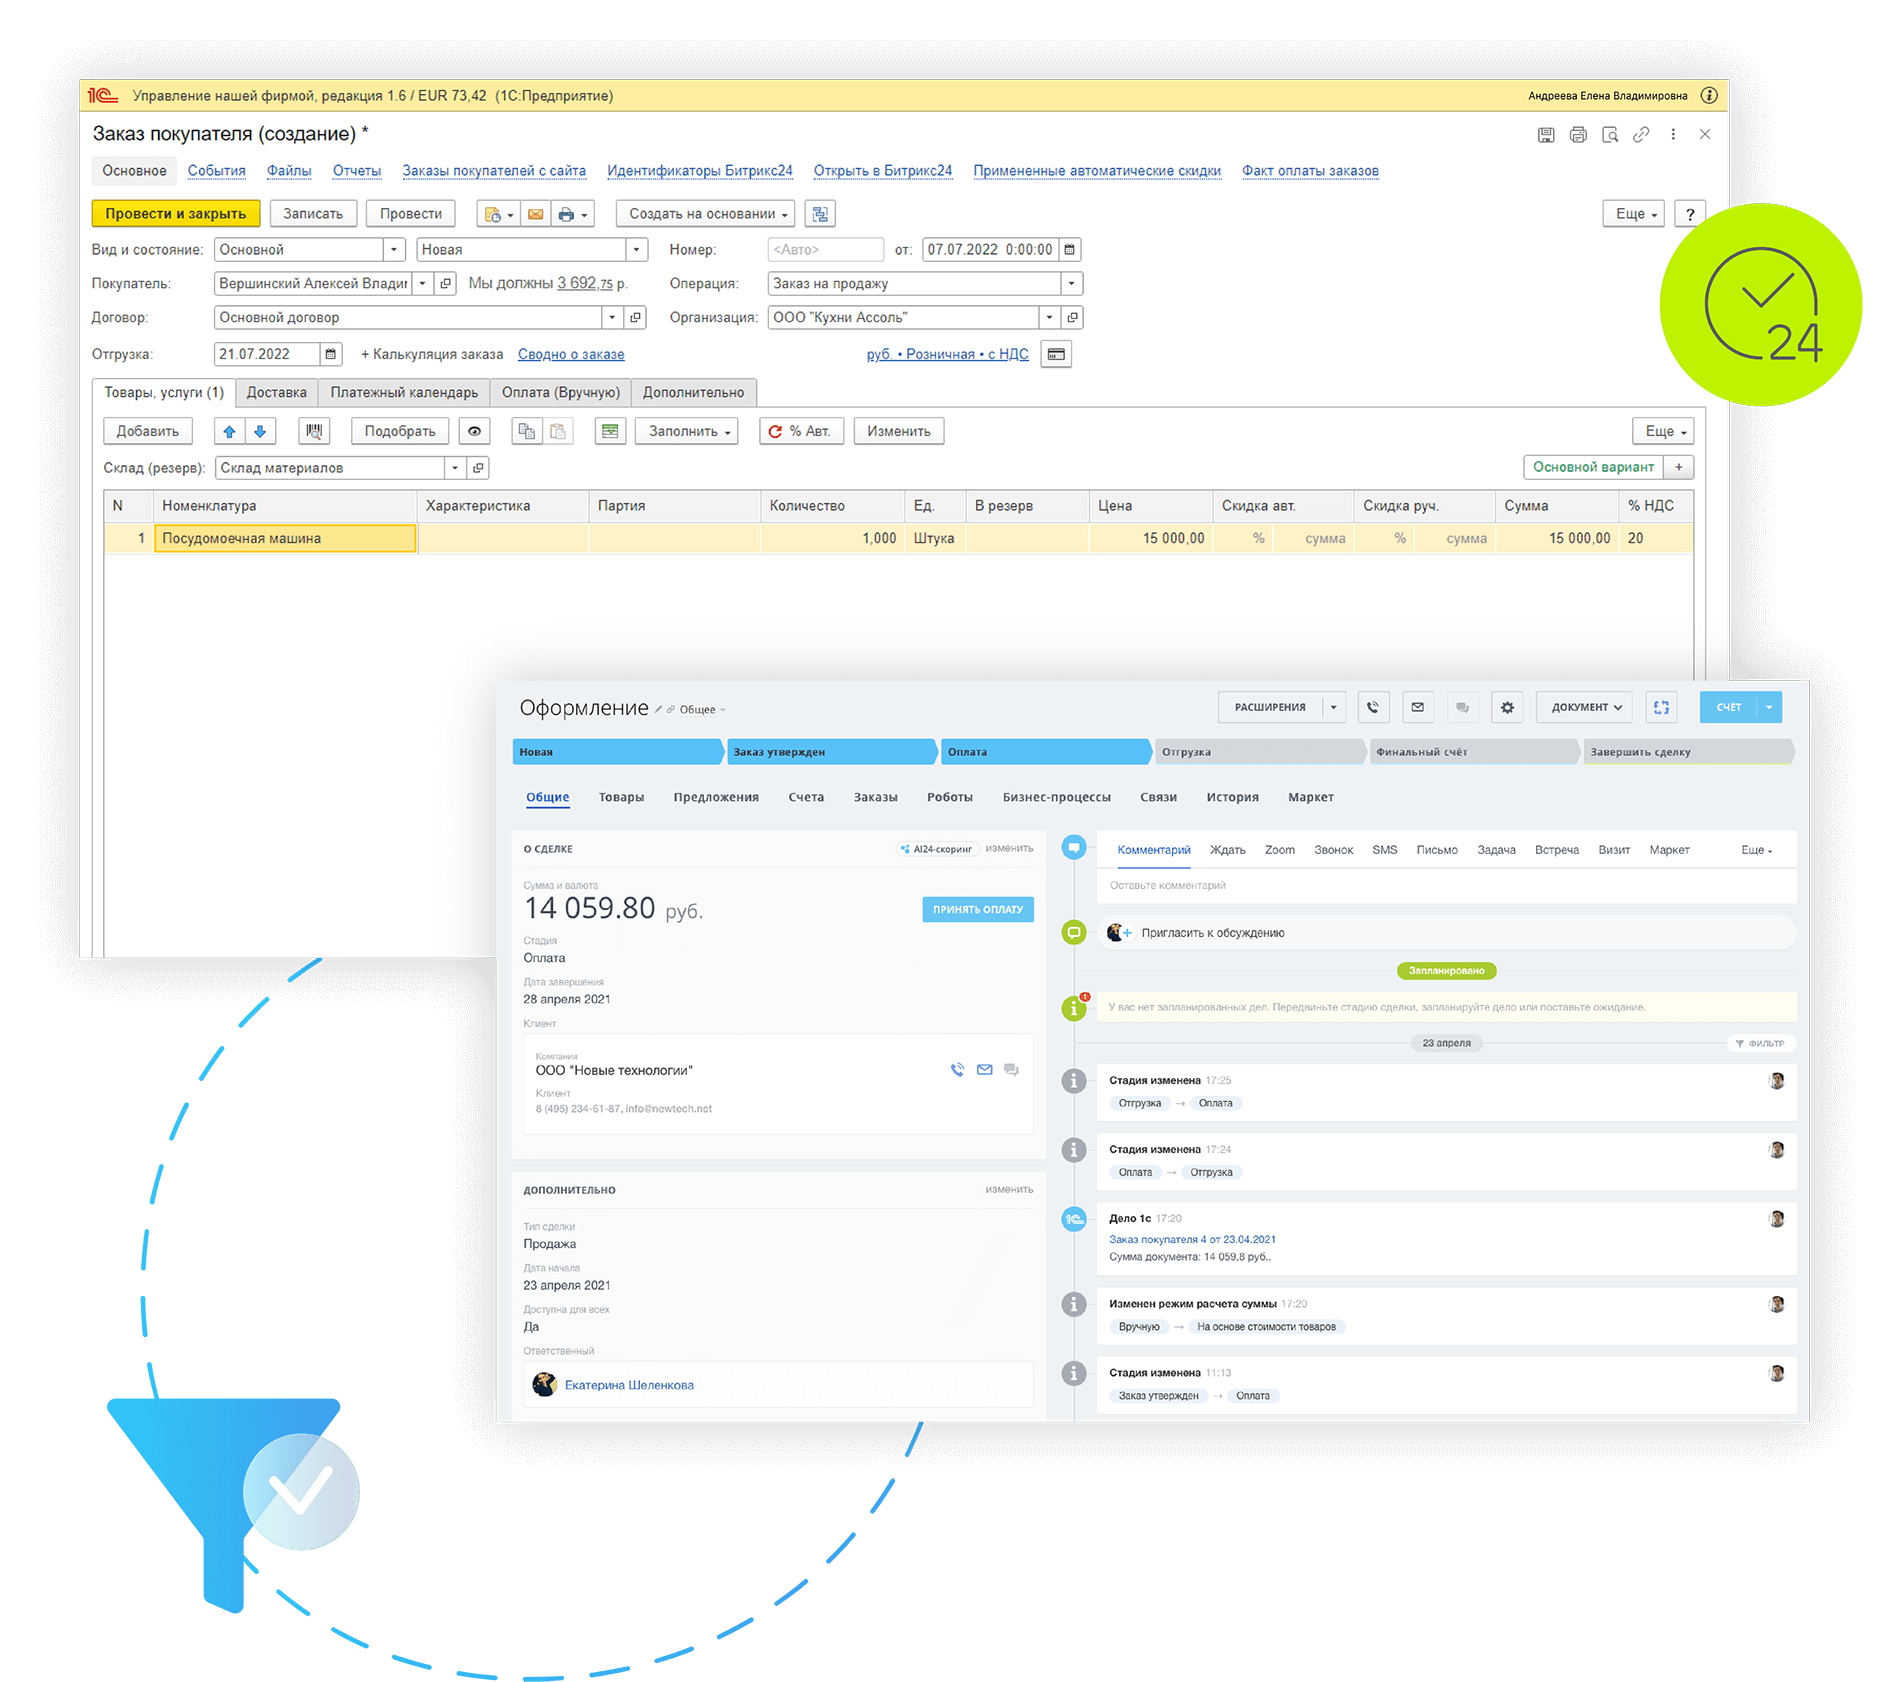 1С Управление нашей фирмой, редакция 1.6 / EUR 73,42 (1С:Предприятие) Андреева Елена Владимировна
Заказ покупателя (создание) *
Основное События Файлы Отчеты Заказы покупателей с сайта Идентификаторы Битрикс24 Открыть в Битрикс24 Примененные автоматические скидки Факт оплаты заказов
Провести и закрыть Записать Провести Создать на основании Еще ?
Вид и состояние: Основной Новая Номер: <Авто> от: 07.07.2022 0:00:00
Покупатель: Вершинский Алексей Влади Мы должны 3 692,75 р. Операция: Заказ на продажу
Договор: Основной договор Организация: ООО "Кухни Ассоль"
24
Отгрузка: 21.07.2022 + Калькуляция заказа Сводно о заказе руб. • Розничная • с НДС
Товары, услуги (1) Доставка Платежный календарь Оплата (Вручную) Дополнительно
Добавить Подобрать Заполнить % Авт. Изменить Еще
Склад (резерв): Склад материалов Основной вариант +
N Номенклатура Характеристика Партия Количество Ед. В резерв Цена Скидка авт. Скидка руч. Сумма % НДС
1 Посудомоечная машина 1,000 Штука 15 000,00 % сумма % сумма 15 000,00 20
Оформление Общее РАСШИРЕНИЯ ДОКУМЕНТ СЧЁТ
Новая Заказ утвержден Оплата Отгрузка Финальный счёт Завершить сделку
Общие Товары Предложения Счета Заказы Роботы Бизнес-процессы Связи История Маркет
О СДЕЛКЕ AI24-скоринг изменить
Сумма и валюта
14 059.80 руб. ПРИНЯТЬ ОПЛАТУ
Стадия
Оплата
Дата завершения
28 апреля 2021
Клиент
Компания
ООО "Новые технологии"
Клиент
8 (495) 234-61-87, info@newtech.net
ДОПОЛНИТЕЛЬНО изменить
Тип сделки
Продажа
Дата начала
23 апреля 2021
Доступна для всех
Да
Ответственный
Екатерина Шеленкова
Комментарий Ждать Zoom Звонок SMS Письмо Задача Встреча Визит Маркет Еще
Оставьте комментарий
Пригласить к обсуждению
Запланировано
1
У вас нет запланированных дел. Передвиньте стадию сделки, запланируйте дело или поставьте ожидание.
23 апреля ФИЛЬТР
Стадия изменена 17:25
Отгрузка → Оплата
Стадия изменена 17:24
Оплата → Отгрузка
1С Дело 1с 17:20
Заказ покупателя 4 от 23.04.2021
Сумма документа: 14 059,8 руб..
Изменен режим расчета суммы 17:20
Вручную → На основе стоимости товаров
Стадия изменена 11:13
Заказ утвержден → Оплата